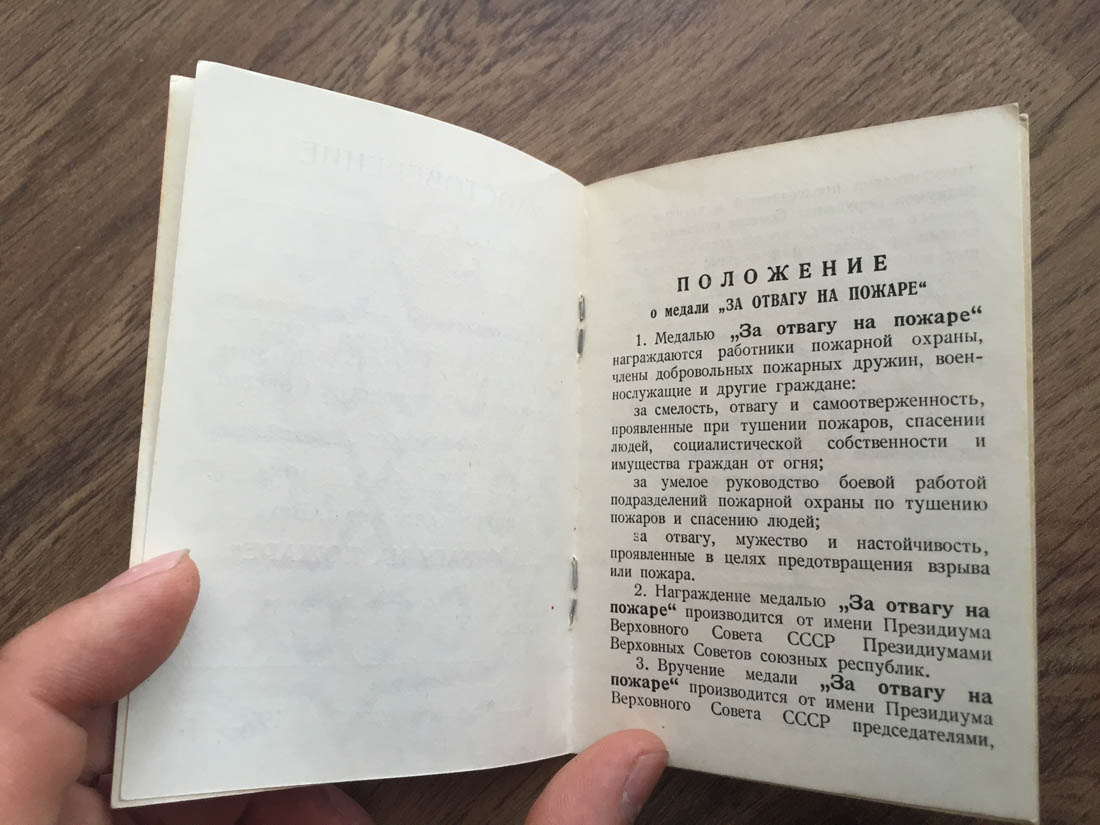 ПОЛОЖЕНИЕ
о медали „ЗА ОТВАГУ НА ПОЖАРЕ“
1. Медалью „За отвагу на пожаре“
награждаются работники пожарной охраны,
члены добровольных пожарных дружин, воен-
нослужащие и другие граждане:
за смелость, отвагу и самоотверженность,
проявленные при тушении пожаров, спасении
людей, социалистической собственности и
имущества граждан от огня;
за умелое руководство боевой работой
подразделений пожарной охраны по тушению
пожаров и спасению людей;
за отвагу, мужество и настойчивость,
проявленные в целях предотвращения взрыва
или пожара.
2. Награждение медалью „За отвагу на
пожаре“ производится от имени Президиума
Верховного Совета СССР Президиумами
Верховных Советов союзных республик.
3. Вручение медали „За отвагу на
пожаре“ производится от имени Президиума
Верховного Совета СССР председателями,